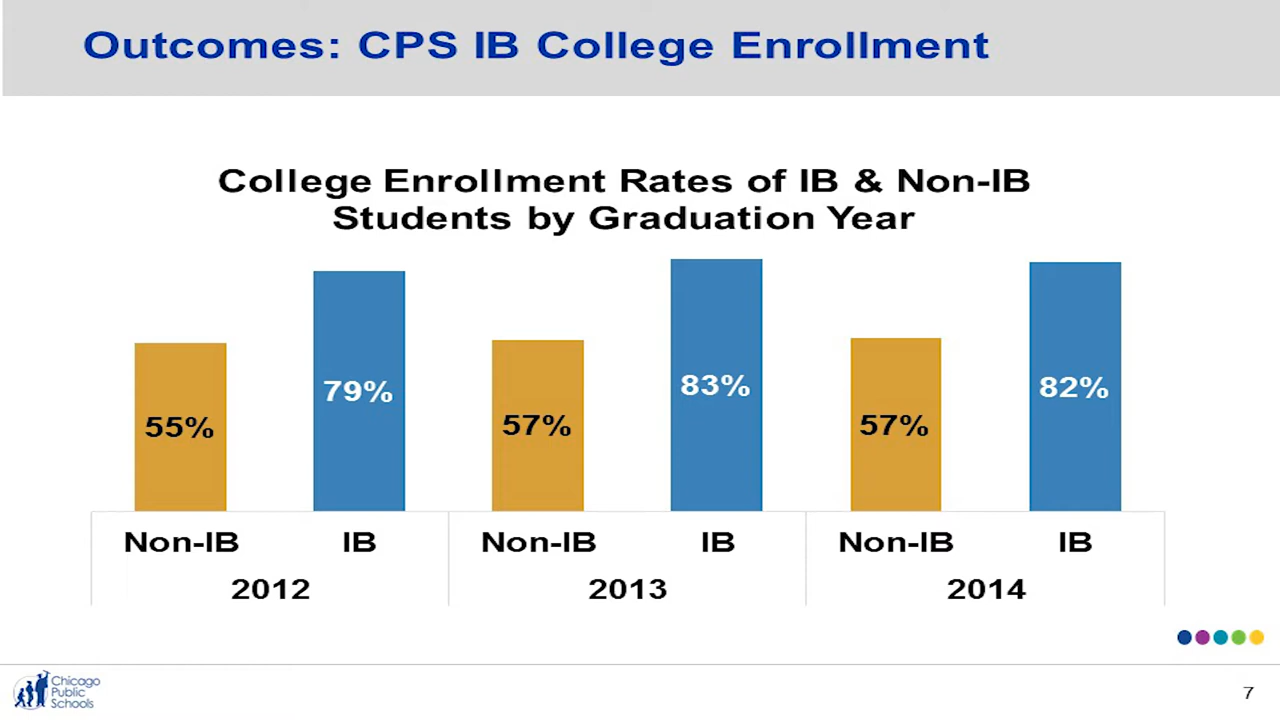 Outcomes: CPS IB College Enrollment
College Enrollment Rates of IB & Non-IB
Students by Graduation Year
55%
79%
57%
83%
57%
82%
Non-IB IB Non-IB IB Non-IB IB
2012 2013 2014
Chicago
Public
Schools
7